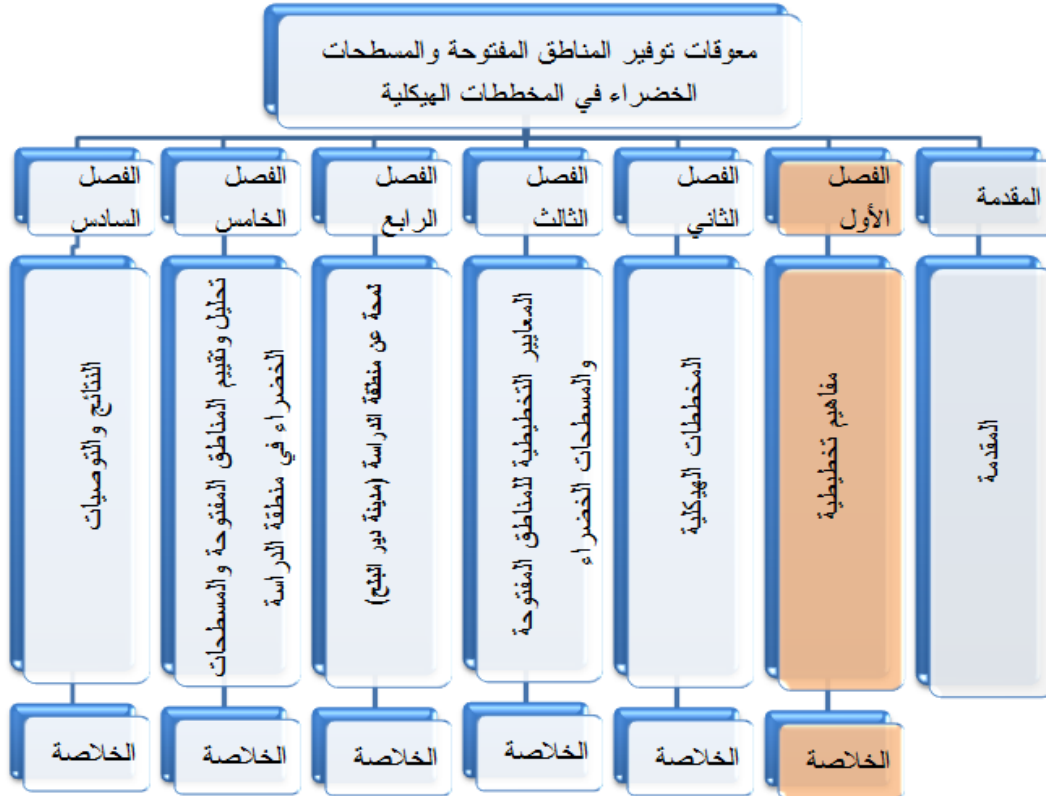 معوقات توفير المناطق المفتوحة والمسطحات
الخضراء في المخططات الهيكلية
المقدمة
الفصل
الأول
الفصل
الثاني
الفصل
الثالث
الفصل
الرابع
الفصل
الخامس
الفصل
السادس
المقدمة
مفاهيم تخطيطية
المخططات الهيكلية
المعايير التخطيطية للمناطق المفتوحة
والمسطحات الخضراء
لمحة عن منطقة الدراسة (مدينة دير البلح)
تحليل وتقييم المناطق المفتوحة والمسطحات
الخضراء في منطقة الدراسة
النتائج والتوصيات
الخلاصة
الخلاصة
الخلاصة
الخلاصة
الخلاصة
الخلاصة